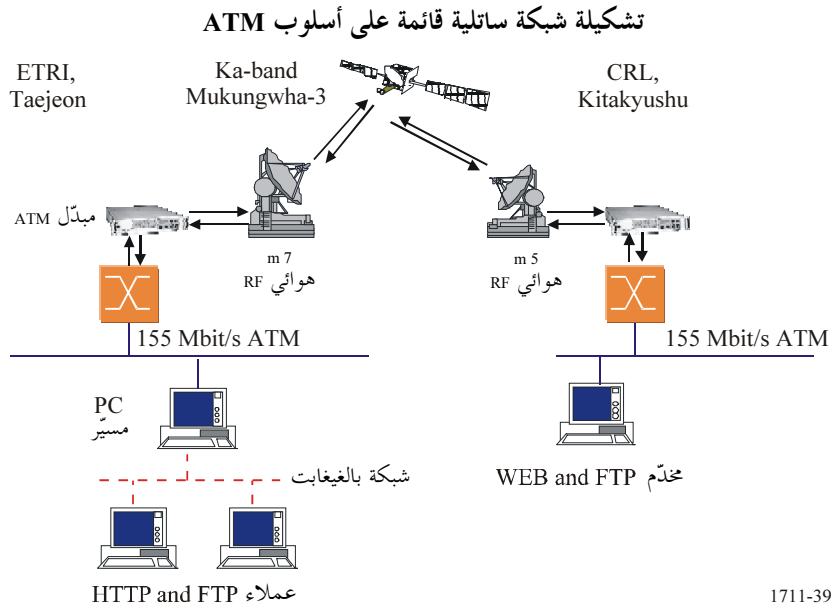 تشكيلة شبكة ساتلية قائمة على أسلوب ATM
ETRI,
Taejeon
Ka-band
Mukungwha-3
CRL,
Kitakyushu
مبدّل ATM
m 7
هوائي RF
m 5
هوائي RF
155 Mbit/s ATM
155 Mbit/s ATM
PC
مسيّر
شبكة بالغيغابت
مخدّم WEB and FTP
عملاء HTTP and FTP
1711-39